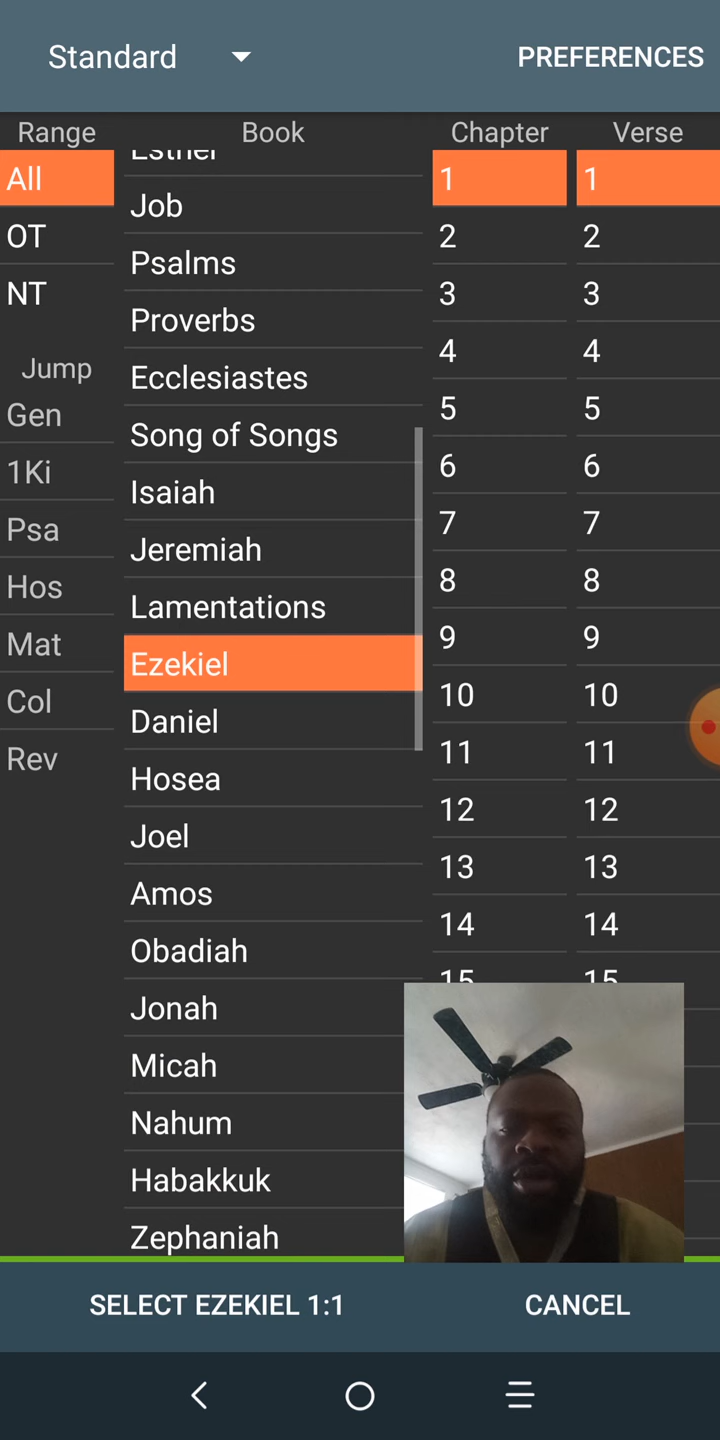 Standard
PREFERENCES
Range
Book
Chapter
Verse
All
OT
NT
Jump
Gen
1Ki
Psa
Hos
Mat
Col
Rev
Esther
Job
Psalms
Proverbs
Ecclesiastes
Song of Songs
Isaiah
Jeremiah
Lamentations
Ezekiel
Daniel
Hosea
Joel
Amos
Obadiah
Jonah
Micah
Nahum
Habakkuk
Zephaniah
1
2
3
4
5
6
7
8
9
10
11
12
13
14
15
1
2
3
4
5
6
7
8
9
10
11
12
13
14
15
SELECT EZEKIEL 1:1
CANCEL